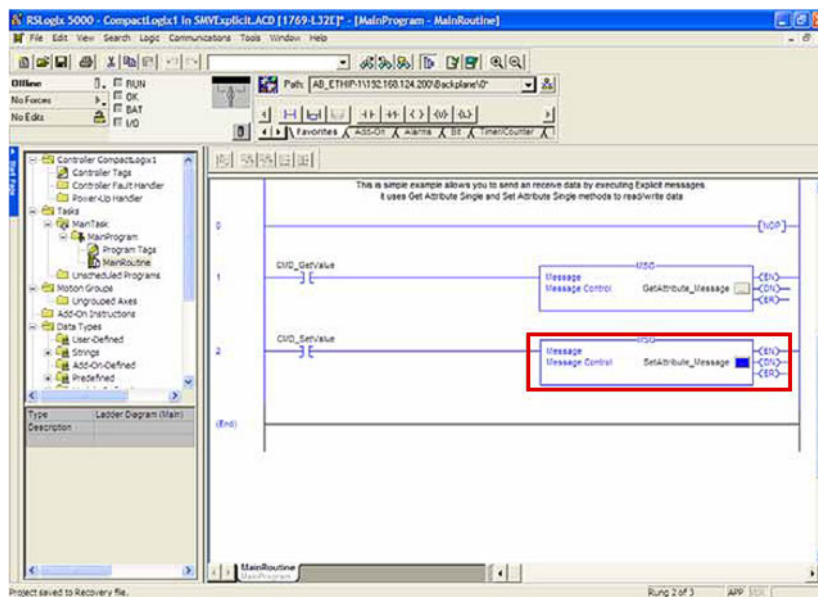 RSLogix 5000 - CompactLogix1 in SMVExplicit.ACD [1769-L32E]* - [MainProgram - MainRoutine]
File Edit View Search Logic Communications Tools Window Help
Offline
RUN
No Forces
OK
No Edits
BAT
I/O
Path: AB_ETHIP-1\192.168.124.200\Backplane\0*
Favorites Add-On Alarms Bit Timer/Counter
Start Page
Controller CompactLogix1
Controller Tags
Controller Fault Handler
Power-Up Handler
Tasks
MainTask
MainProgram
Program Tags
MainRoutine
Unscheduled Programs
Motion Groups
Ungrouped Axes
Add-On Instructions
Data Types
User-Defined
Strings
Add-On-Defined
Predefined
Type Ladder Diagram (Main)
Description
This is simple example allows you to send an receive data by executing Explicit messages
it uses Get Attribute Single and Set Attribute Single methods to read/write data
0
NOP
CMD_GetValue
1
MSG
Message
Message Control GetAttribute_Message ...
EN
DN
ER
CMD_SetValue
2
MSG
Message
Message Control SetAttribute_Message
EN
DN
ER
(End)
MainRoutine
MainProgram
Project saved to Recovery file.
Rung 2 of 3 APP